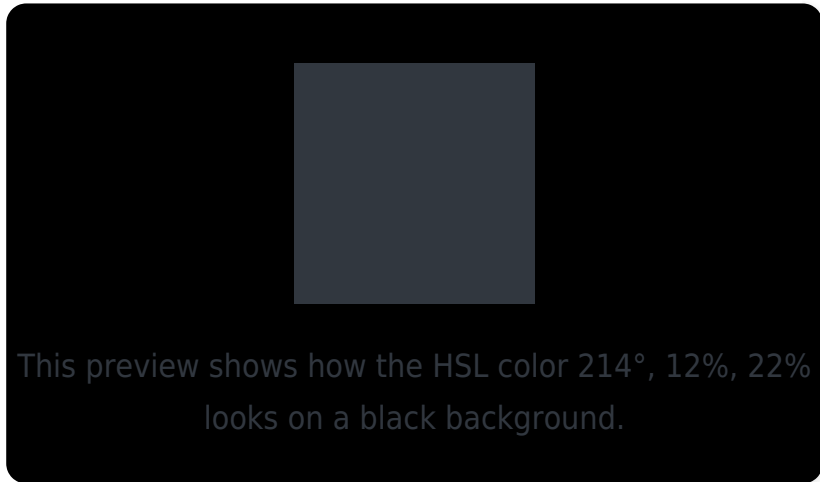 This preview shows how the HSL color 214°, 12%, 22%
looks on a black background.